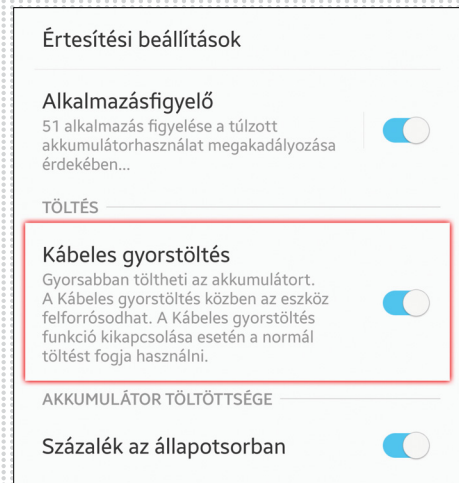 Értesítési beállítások
Alkalmazásfigyelő
51 alkalmazás figyelése a túlzott
akkumulátorhasználat megakadályozása
érdekében...
TÖLTÉS
Kábeles gyorstöltés
Gyorsabban töltheti az akkumulátort.
A Kábeles gyorstöltés közben az eszköz
felforrósodhat. A Kábeles gyorstöltés
funkció kikapcsolása esetén a normál
töltést fogja használni.
AKKUMULÁTOR TÖLTÖTTSÉGE
Százalék az állapotsorban